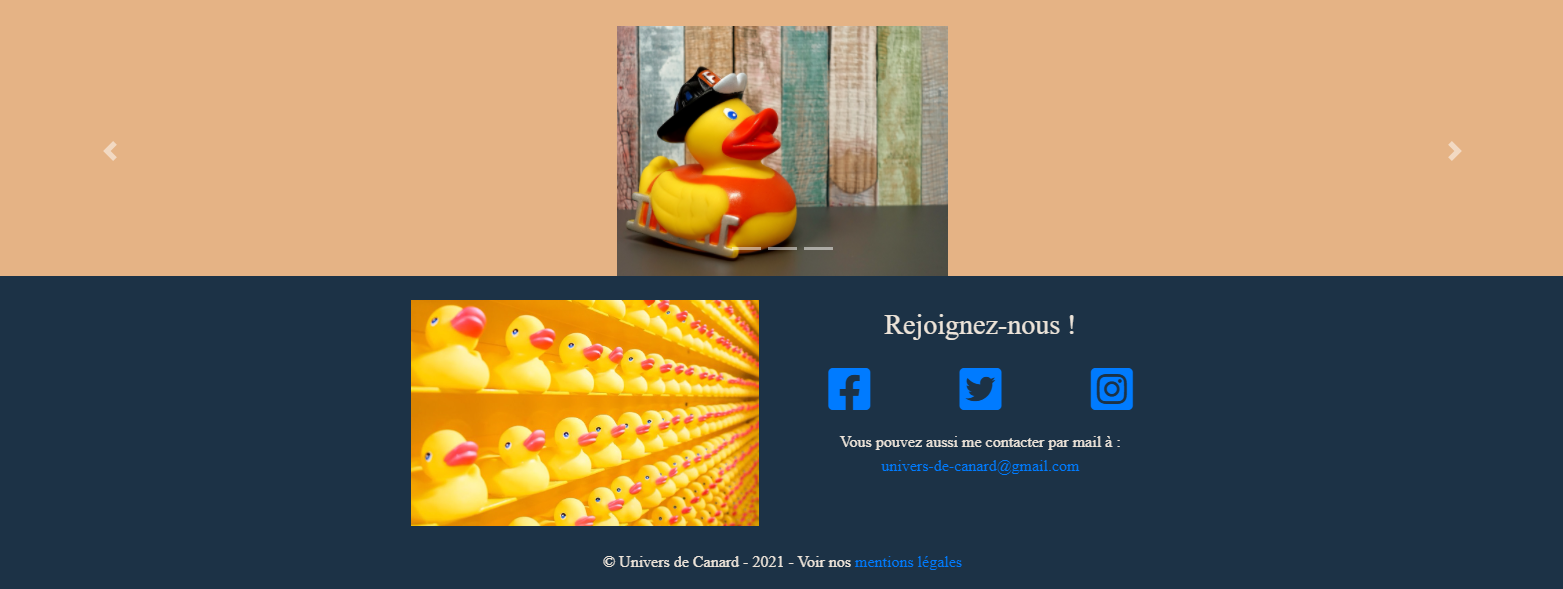 Rejoignez-nous !
Vous pouvez aussi me contacter par mail à :
univers-de-canard@gmail.com
© Univers de Canard - 2021 - Voir nos mentions légales